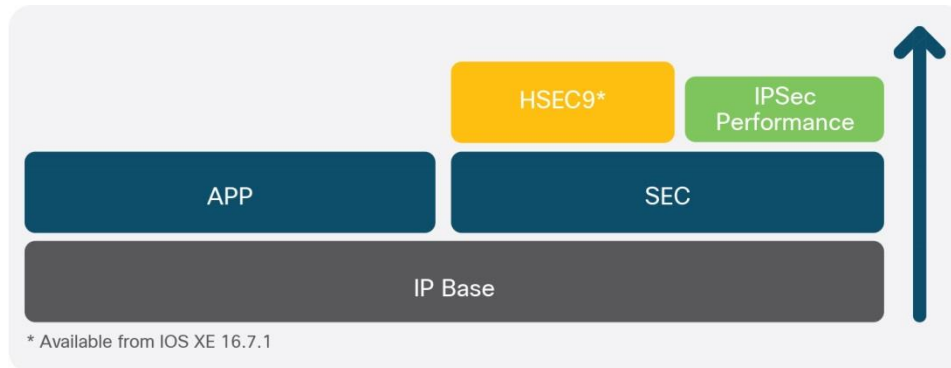 HSEC9*
IPSec
Performance
APP
SEC
IP Base
* Available from IOS XE 16.7.1